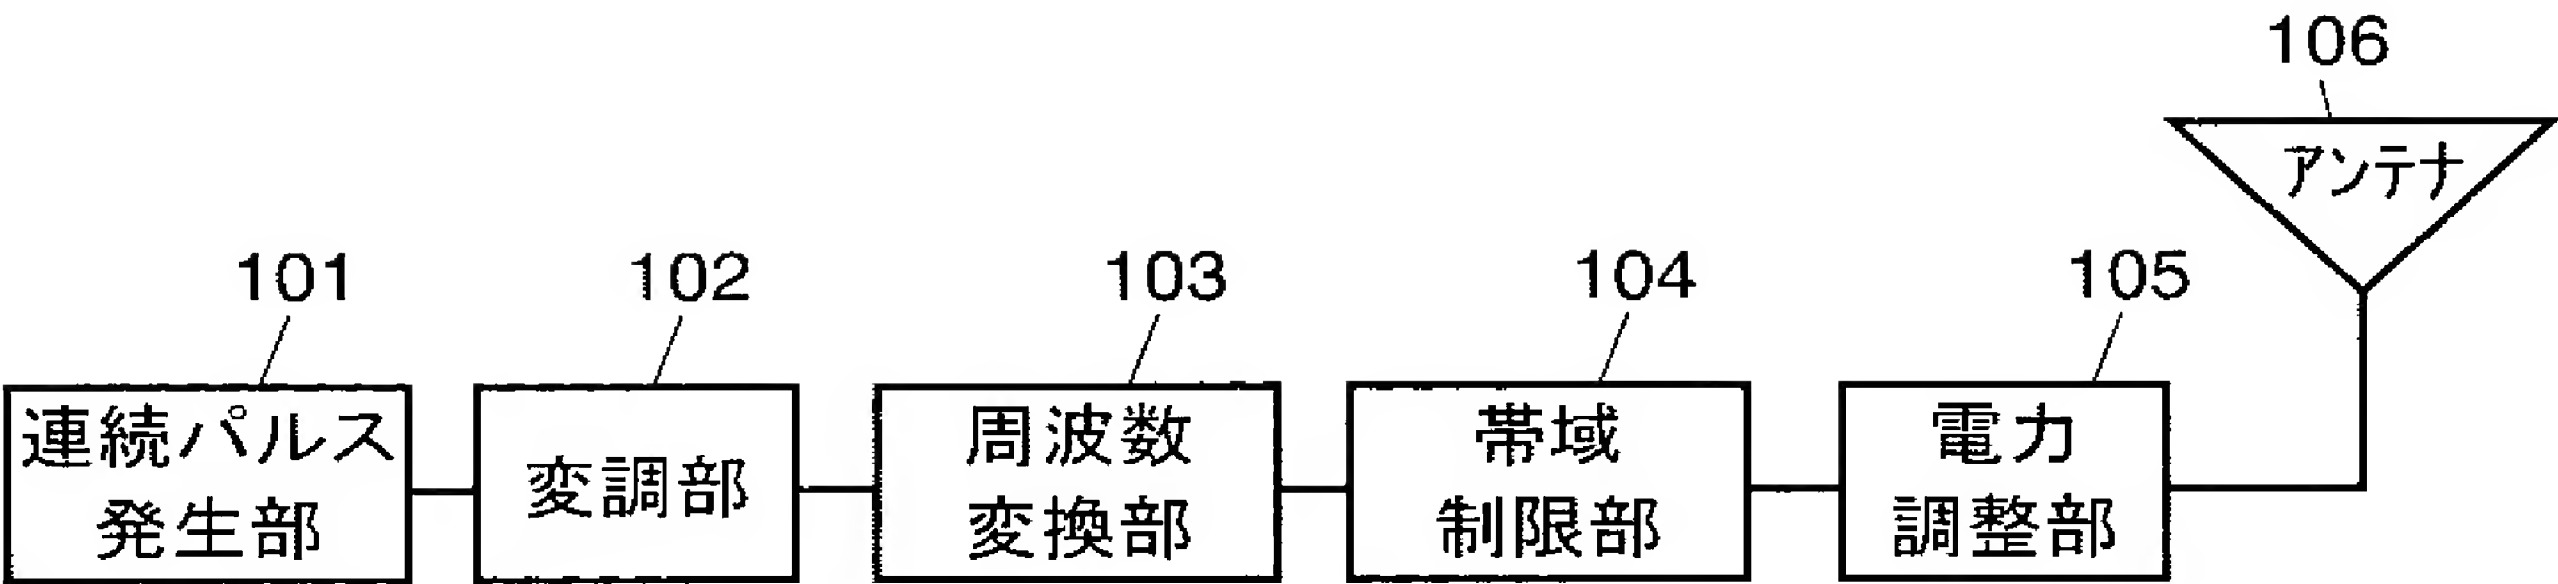 106
アンテナ
101
102
103
104
105
連続パルス
発生部
変調部
周波数
変換部
帯域
制限部
電力
調整部